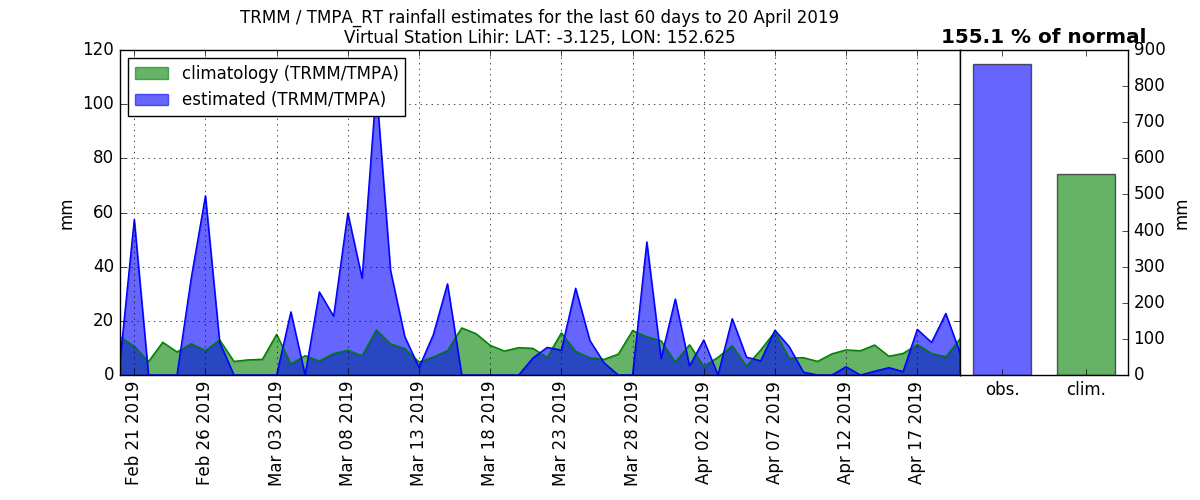 TRMM / TMPA_RT rainfall estimates for the last 60 days to 20 April 2019
Virtual Station Lihir: LAT: -3.125, LON: 152.625
155.1 % of normal
climatology (TRMM/TMPA)
estimated (TRMM/TMPA)
mm
120
100
80
60
40
20
0
Feb 21 2019
Feb 26 2019
Mar 03 2019
Mar 08 2019
Mar 13 2019
Mar 18 2019
Mar 23 2019
Mar 28 2019
Apr 02 2019
Apr 07 2019
Apr 12 2019
Apr 17 2019
900
800
700
600
500
400
300
200
100
0
mm
obs.
clim.